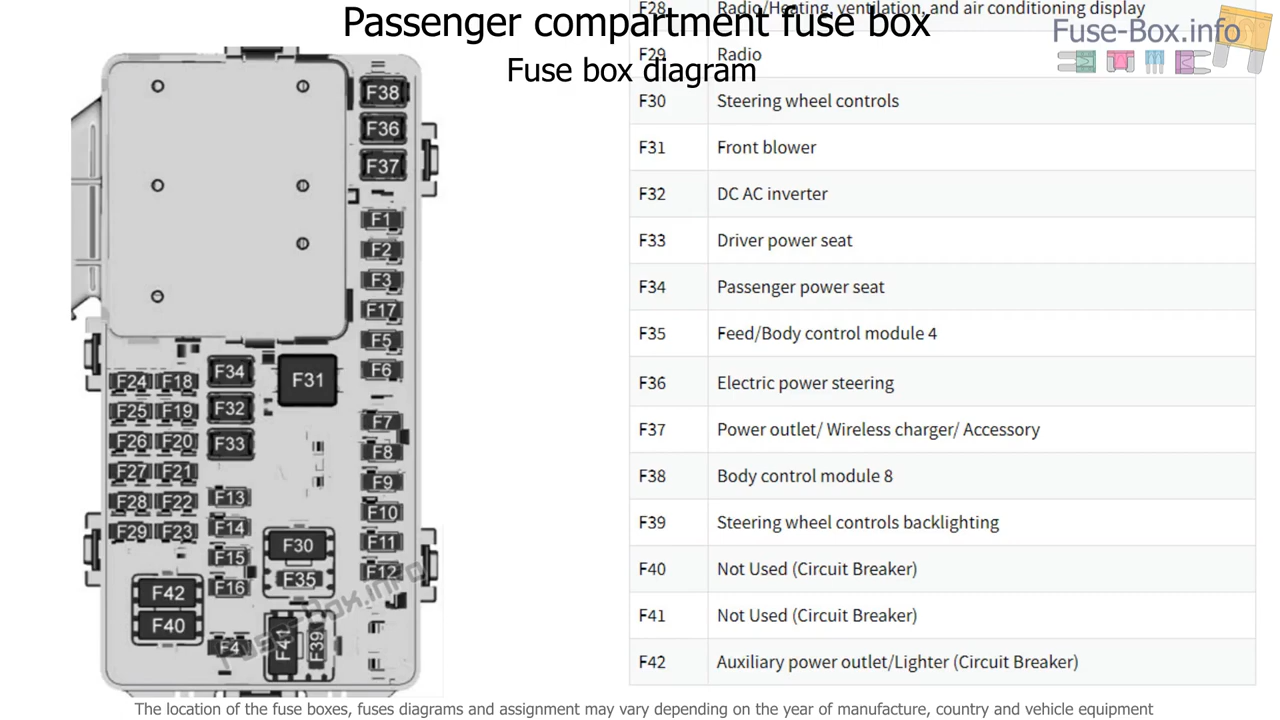 Passenger compartment fuse box
Fuse box diagram
Fuse-Box.info
F28 Radio/Heating, ventilation, and air conditioning display
F29 Radio
F30 Steering wheel controls
F31 Front blower
F32 DC AC inverter
F33 Driver power seat
F34 Passenger power seat
F35 Feed/Body control module 4
F36 Electric power steering
F37 Power outlet/ Wireless charger/ Accessory
F38 Body control module 8
F39 Steering wheel controls backlighting
F40 Not Used (Circuit Breaker)
F41 Not Used (Circuit Breaker)
F42 Auxiliary power outlet/Lighter (Circuit Breaker)
F38
F36
F37
F1
F2
F3
F17
F5
F6
F34
F31
F24 F18
F32
F25 F19
F7
F26 F20
F33
F8
F27 F21
F9
F28 F22
F13
F10
F29 F23
F14
F11
F30
F15
F12
F35
F16
F42
F40
F4
F41
F39
Fuse-Box.info
The location of the fuse boxes, fuses diagrams and assignment may vary depending on the year of manufacture, country and vehicle equipment